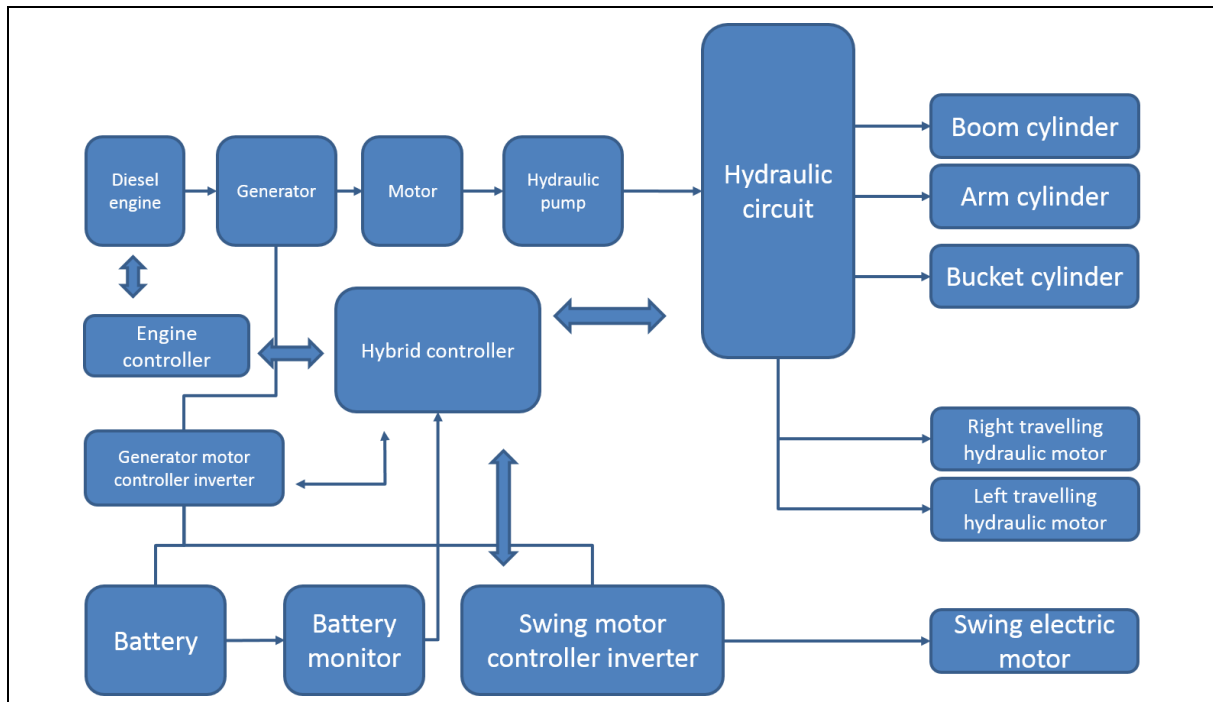 Diesel
engine
Generator
Motor
Hydraulic
pump
Hydraulic
circuit
Boom cylinder
Arm cylinder
Bucket cylinder
Engine
controller
Hybrid controller
Generator motor
controller inverter
Right travelling
hydraulic motor
Left travelling
hydraulic motor
Battery
Battery
monitor
Swing motor
controller inverter
Swing electric
motor